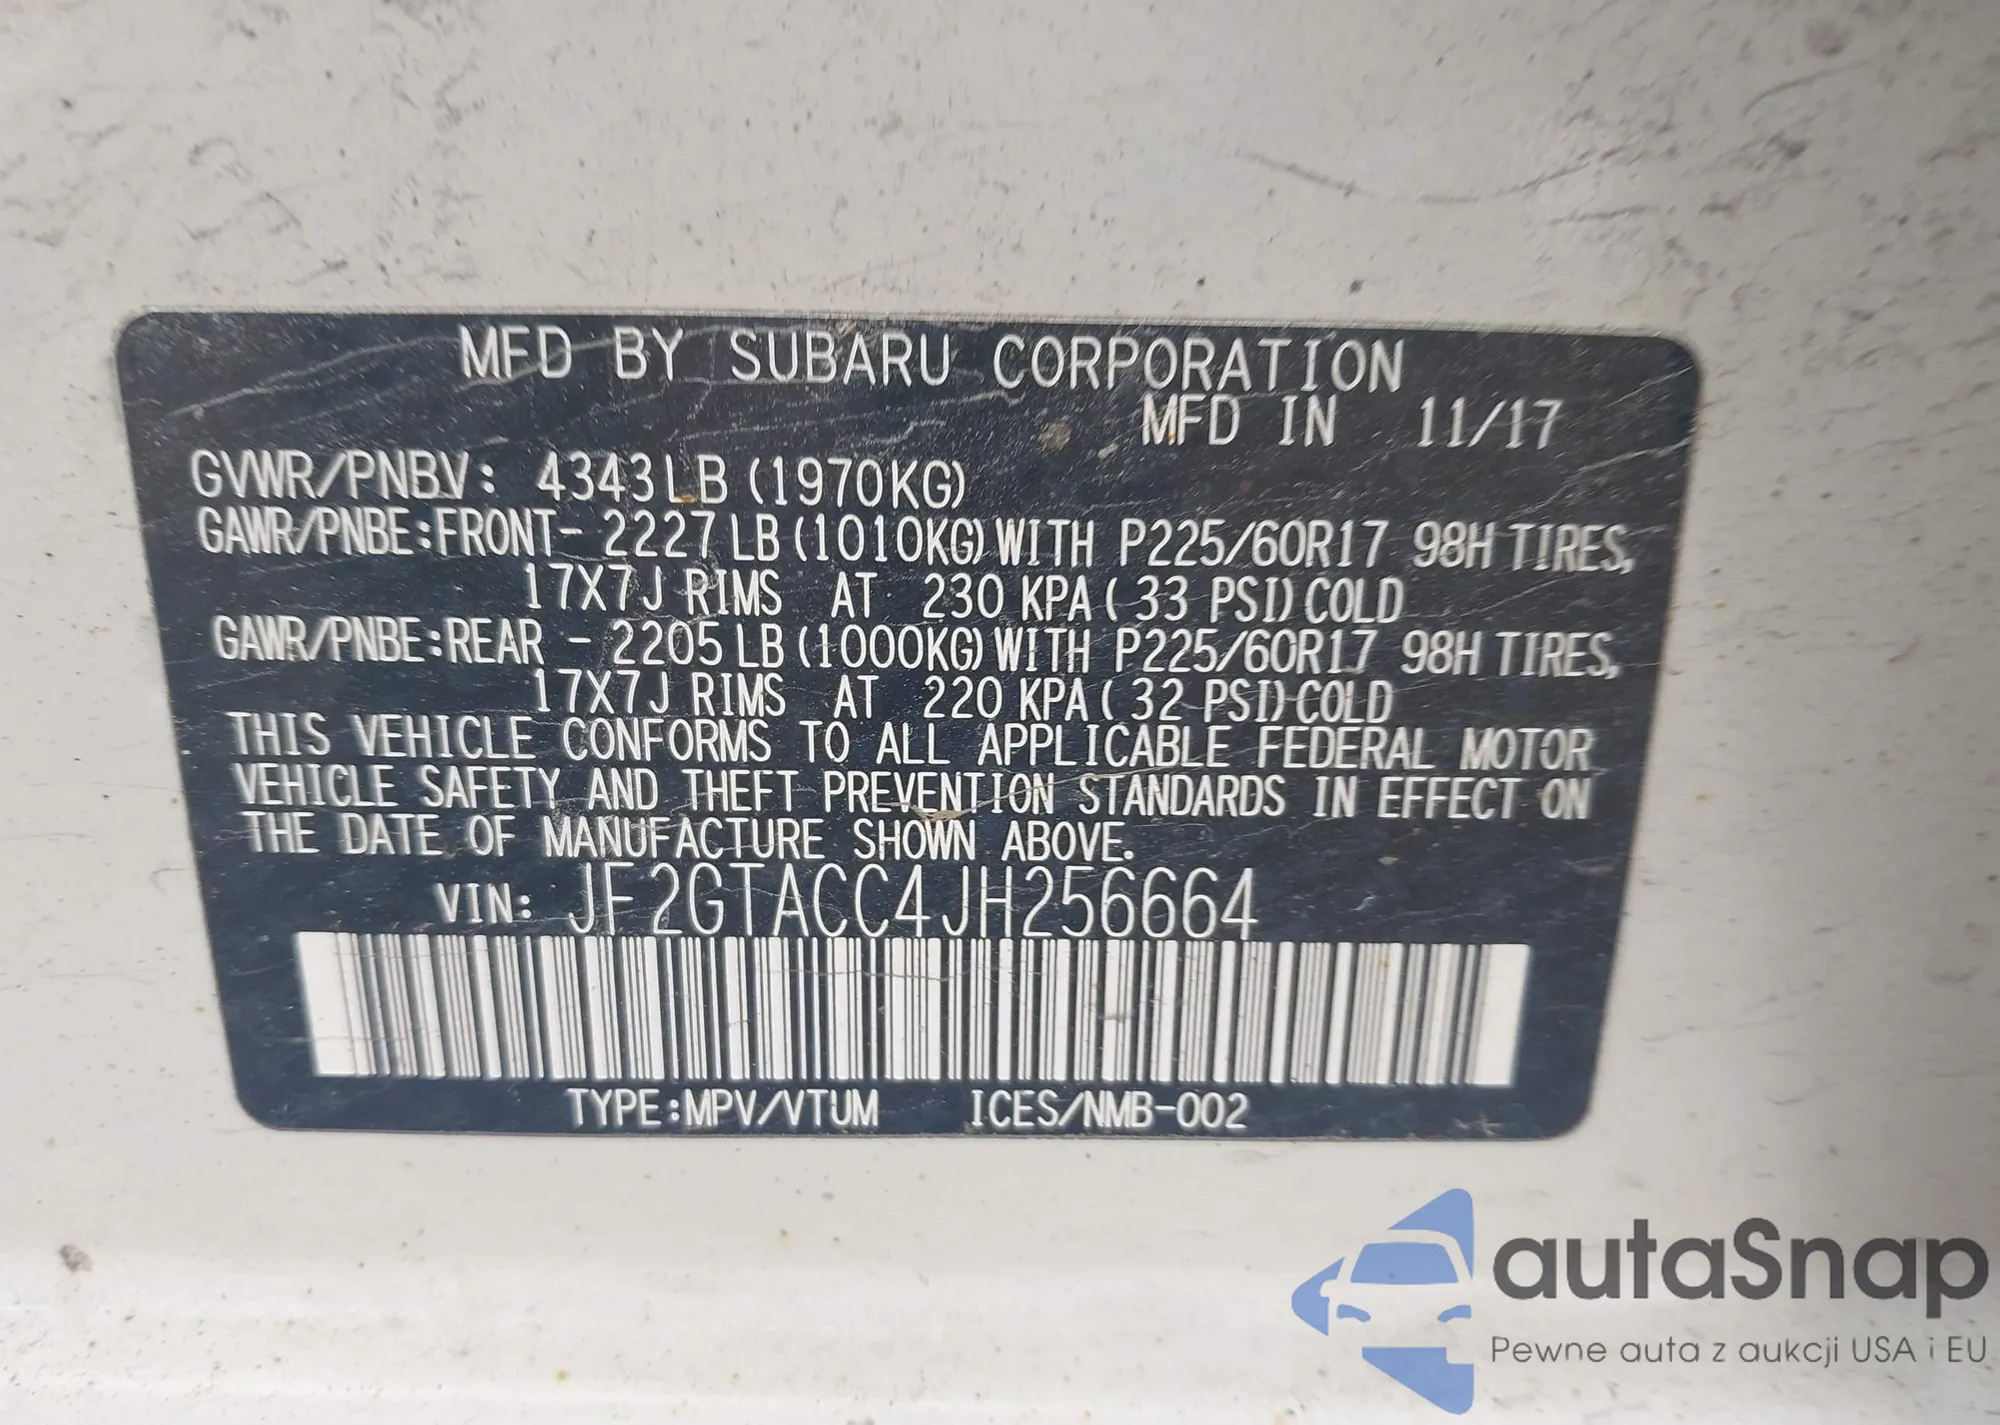 MFD BY SUBARU CORPORATION
MFD IN 11/17
GVWR/PNBV: 4343LB (1970KG)
GAWR/PNBE:FRONT- 2227 LB (1010KG) WITH P225/60R17 98H TIRES,
17X7J RIMS AT 230 KPA ( 33 PSI) COLD
GAWR/PNBE:REAR - 2205 LB (1000KG) WITH P225/60R17 98H TIRES,
17X7J RIMS AT 220 KPA ( 32 PSI) COLD
THIS VEHICLE CONFORMS TO ALL APPLICABLE FEDERAL MOTOR
VEHICLE SAFETY AND THEFT PREVENTION STANDARDS IN EFFECT ON
THE DATE OF MANUFACTURE SHOWN ABOVE.
VIN: JF2GTACC4JH256664
TYPE:MPV/VTUM ICES/NMB-002
autaSnap
Pewne auta z aukcji USA i EU